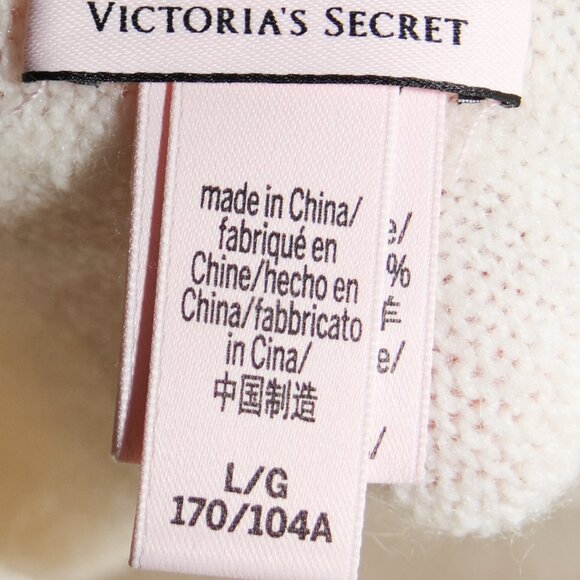 VICTORIA'S SECRET
made in China/
fabriqué en
Chine/hecho en
China/fabbricato
in Cina/
中国制造
L/G
170/104A
e/
%
e/
/